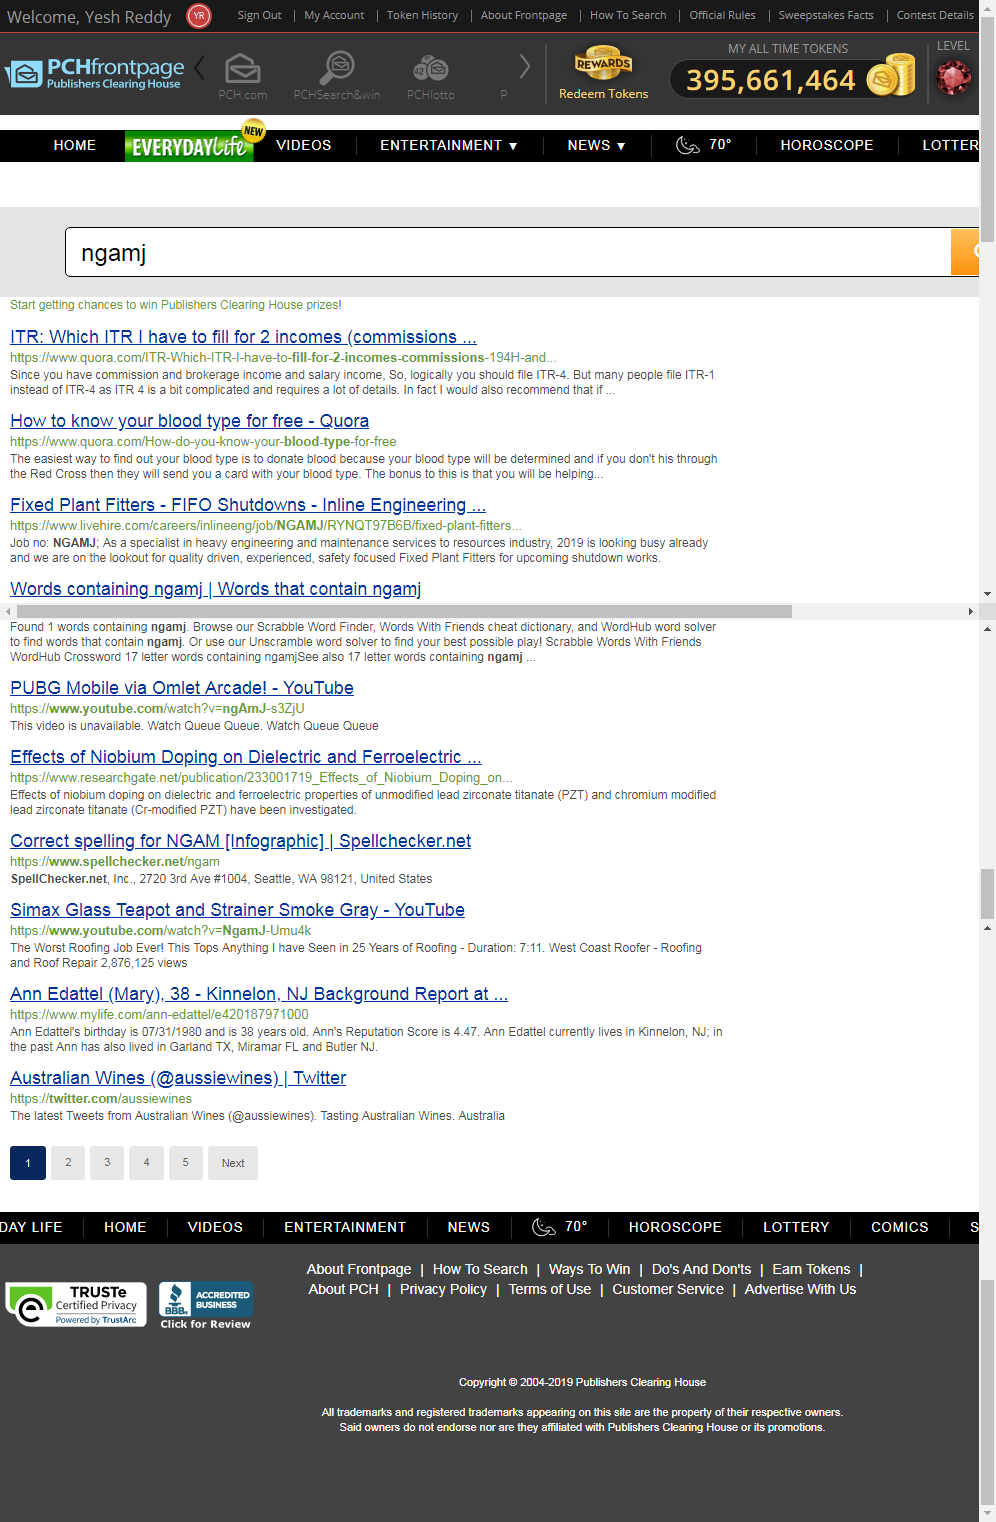 Welcome, Yesh Reddy YR Sign Out | My Account | Token History | About Frontpage | How To Search | Official Rules | Sweepstakes Facts | Contest Details
PCHfrontpage
Publishers Clearing House
PCH.com PCHSearch&win 42 PCHlotto P
REWARDS
Redeem Tokens
MY ALL TIME TOKENS
395,661,464
LEVEL
HOME EVERYDAY Life NEW VIDEOS ENTERTAINMENT ▼ NEWS ▼ 70° HOROSCOPE LOTTER
ngamj
Start getting chances to win Publishers Clearing House prizes!
ITR: Which ITR I have to fill for 2 incomes (commissions ...
https://www.quora.com/ITR-Which-ITR-I-have-to-fill-for-2-incomes-commissions-194H-and...
Since you have commission and brokerage income and salary income, So, logically you should file ITR-4. But many people file ITR-1
instead of ITR-4 as ITR 4 is a bit complicated and requires a lot of details. In fact I would also recommend that if ...
How to know your blood type for free - Quora
https://www.quora.com/How-do-you-know-your-blood-type-for-free
The easiest way to find out your blood type is to donate blood because your blood type will be determined and if you don't his through
the Red Cross then they will send you a card with your blood type. The bonus to this is that you will be helping...
Fixed Plant Fitters - FIFO Shutdowns - Inline Engineering ...
https://www.livehire.com/careers/inlineeng/job/NGAMJ/RYNQT97B6B/fixed-plant-fitters...
Job no: NGAMJ; As a specialist in heavy engineering and maintenance services to resources industry, 2019 is looking busy already
and we are on the lookout for quality driven, experienced, safety focused Fixed Plant Fitters for upcoming shutdown works.
Words containing ngamj | Words that contain ngamj
Found 1 words containing ngamj. Browse our Scrabble Word Finder, Words With Friends cheat dictionary, and WordHub word solver
to find words that contain ngamj. Or use our Unscramble word solver to find your best possible play! Scrabble Words With Friends
WordHub Crossword 17 letter words containing ngamjSee also 17 letter words containing ngamj ...
PUBG Mobile via Omlet Arcade! - YouTube
https://www.youtube.com/watch?v=ngAmJ-s3ZjU
This video is unavailable. Watch Queue Queue. Watch Queue Queue
Effects of Niobium Doping on Dielectric and Ferroelectric ...
https://www.researchgate.net/publication/233001719_Effects_of_Niobium_Doping_on...
Effects of niobium doping on dielectric and ferroelectric properties of unmodified lead zirconate titanate (PZT) and chromium modified
lead zirconate titanate (Cr-modified PZT) have been investigated.
Correct spelling for NGAM [Infographic] | Spellchecker.net
https://www.spellchecker.net/ngam
SpellChecker.net, Inc., 2720 3rd Ave #1004, Seattle, WA 98121, United States
Simax Glass Teapot and Strainer Smoke Gray - YouTube
https://www.youtube.com/watch?v=NgamJ-Umu4k
The Worst Roofing Job Ever! This Tops Anything I have Seen in 25 Years of Roofing - Duration: 7:11. West Coast Roofer - Roofing
and Roof Repair 2,876,125 views
Ann Edattel (Mary), 38 - Kinnelon, NJ Background Report at ...
https://www.mylife.com/ann-edattel/e420187971000
Ann Edattel's birthday is 07/31/1980 and is 38 years old. Ann's Reputation Score is 4.47. Ann Edattel currently lives in Kinnelon, NJ; in
the past Ann has also lived in Garland TX, Miramar FL and Butler NJ.
Australian Wines (@aussiewines) | Twitter
https://twitter.com/aussiewines
The latest Tweets from Australian Wines (@aussiewines). Tasting Australian Wines. Australia
1 2 3 4 5 Next
DAY LIFE HOME VIDEOS ENTERTAINMENT NEWS 70° HOROSCOPE LOTTERY COMICS S
About Frontpage | How To Search | Ways To Win | Do's And Don'ts | Earn Tokens |
About PCH | Privacy Policy | Terms of Use | Customer Service | Advertise With Us
TRUSTe
Certified Privacy
Powered by TrustArc
BBB. ACCREDITED
BUSINESS
Click for Review
Copyright © 2004-2019 Publishers Clearing House
All trademarks and registered trademarks appearing on this site are the property of their respective owners.
Said owners do not endorse nor are they affiliated with Publishers Clearing House or its promotions.